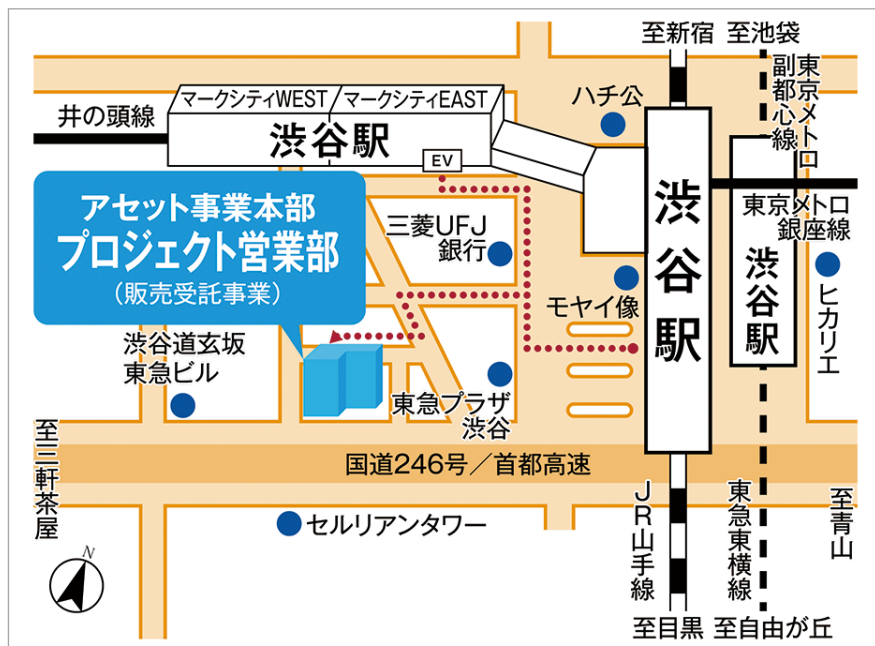 至新宿
至池袋
東京メトロ
副都心線
マークシティWEST
マークシティEAST
ハチ公
井の頭線
渋谷駅
EV
アセット事業本部
プロジェクト営業部
(販売受託事業)
三菱UFJ
銀行
渋谷駅
東京メトロ
銀座線
渋谷駅
モヤイ像
ヒカリエ
渋谷道玄坂
東急ビル
東急プラザ
渋谷
至三軒茶屋
国道246号／首都高速
JR山手線
東急東横線
至青山
セルリアンタワー
N
至目黒
至自由が丘